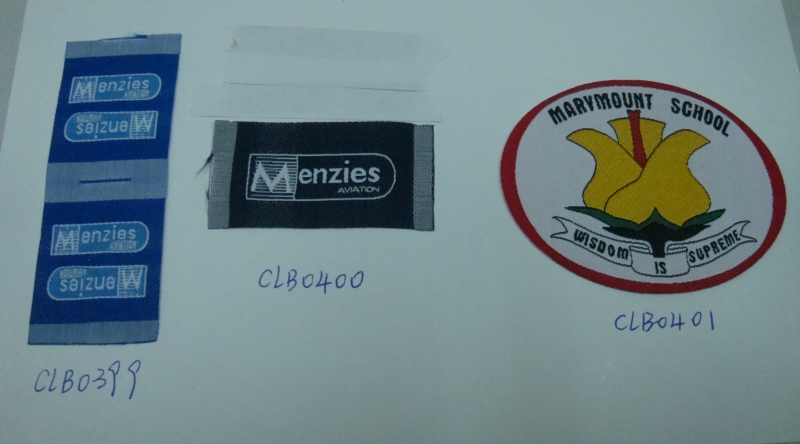 Menzies
AVIATION
Menzies
AVIATION
Menzies
AVIATION
Menzies
AVIATION
CLB0399
Menzies
AVIATION
CLB0400
MARYMOUNT SCHOOL
WISDOM IS SUPREME
CLB0401